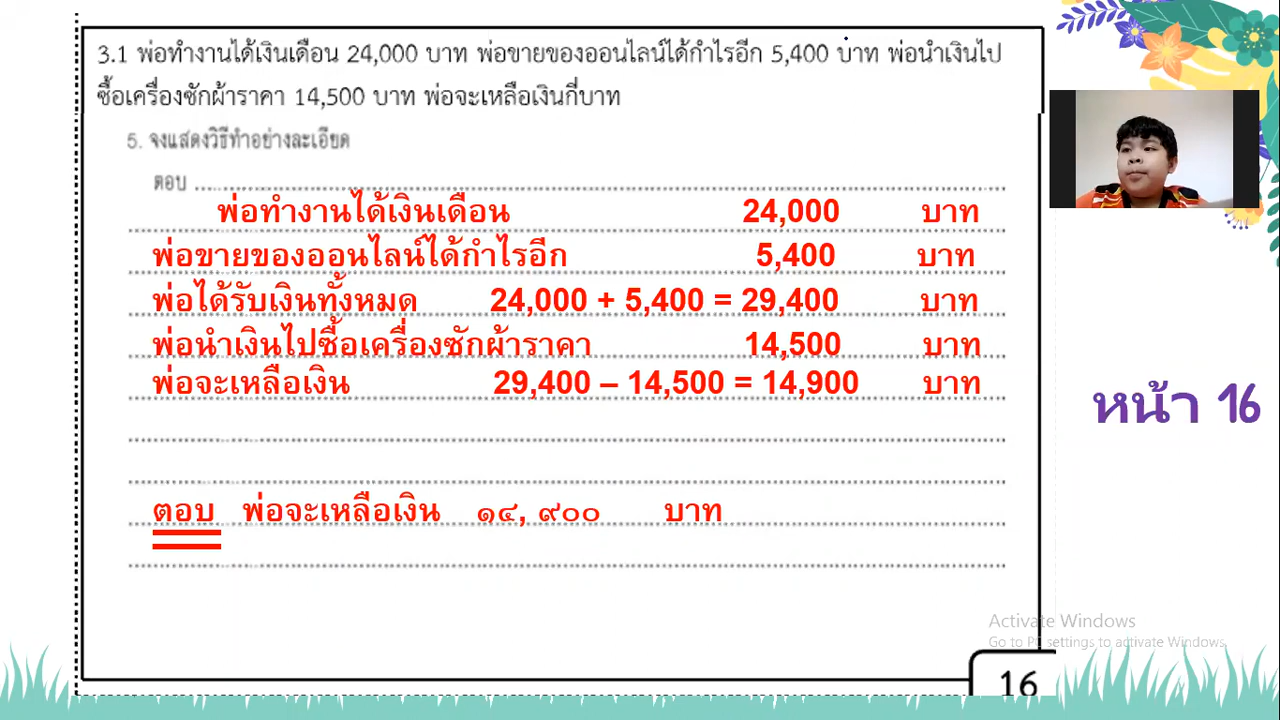 3.1 พ่อทำงานได้เงินเดือน 24,000 บาท พ่อขายของออนไลน์ได้กำไรอีก 5,400 บาท พ่อนำเงินไป
ซื้อเครื่องซักผ้าราคา 14,500 บาท พ่อจะเหลือเงินกี่บาท
5. จงแสดงวิธีทำอย่างละเอียด
ตอบ
พ่อทำงานได้เงินเดือน 24,000 บาท
พ่อขายของออนไลน์ได้กำไรอีก 5,400 บาท
พ่อได้รับเงินทั้งหมด 24,000 + 5,400 = 29,400 บาท
พ่อนำเงินไปซื้อเครื่องซักผ้าราคา 14,500 บาท
พ่อจะเหลือเงิน 29,400 – 14,500 = 14,900 บาท
ตอบ พ่อจะเหลือเงิน ๑๔, ๙๐๐ บาท
หน้า 16
Activate Windows
Go to PC settings to activate Windows.
16